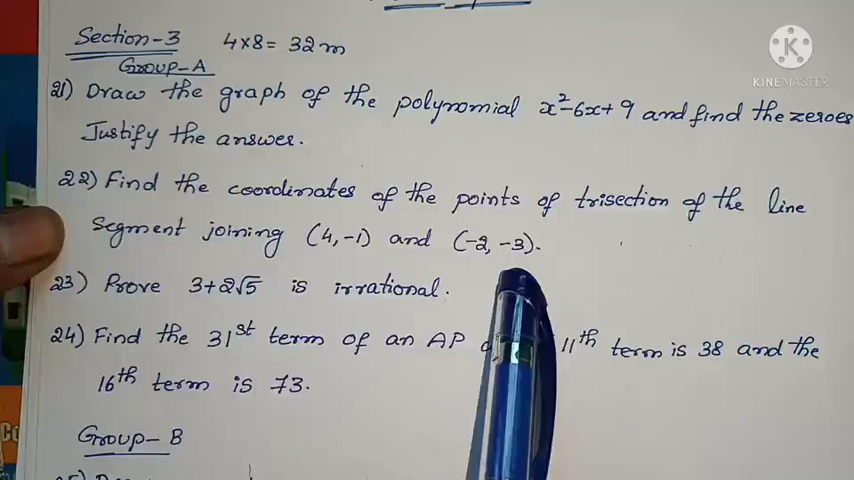 Section-3 4×8= 32m
Group-A
21) Draw the graph of the polynomial x²-6x+9 and find the zeroes
Justify the answer.
22) Find the coordinates of the points of trisection of the line
segment joining (4,-1) and (-2,-3).
23) Prove 3+2√5 is irrational.
24) Find the 31st term of an AP 11th term is 38 and the
16th term is 73.
Group-B
K
KINEMASTER